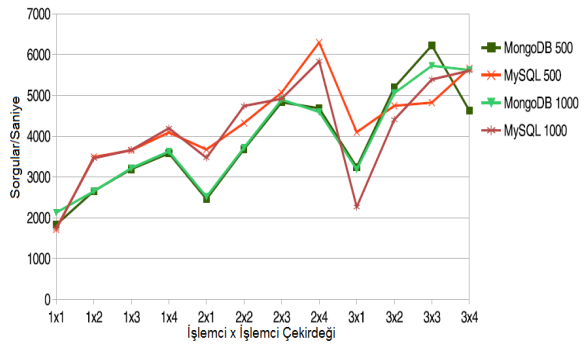 7000
6000
5000
4000
3000
2000
1000
0
Sorgular/Saniye
1x1 1x2 1x3 1x4 2x1 2x2 2x3 2x4 3x1 3x2 3x3 3x4
İşlemci x İşlemci Çekirdeği
MongoDB 500
MySQL 500
MongoDB 1000
MySQL 1000